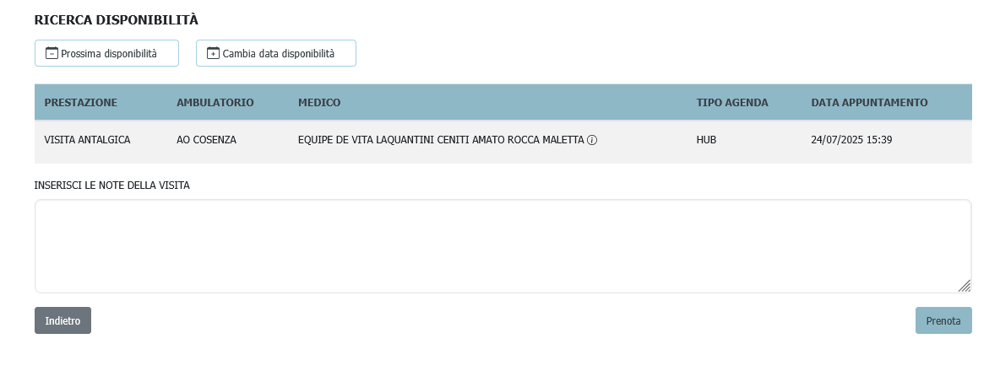 RICERCA DISPONIBILITÀ
Prossima disponibilità Cambia data disponibilità
PRESTAZIONE AMBULATORIO MEDICO TIPO AGENDA DATA APPUNTAMENTO
VISITA ANTALGICA AO COSENZA EQUIPE DE VITA LAQUANTINI CENITI AMATO ROCCA MALETTA HUB 24/07/2025 15:39
INSERISCI LE NOTE DELLA VISITA
Indietro Prenota